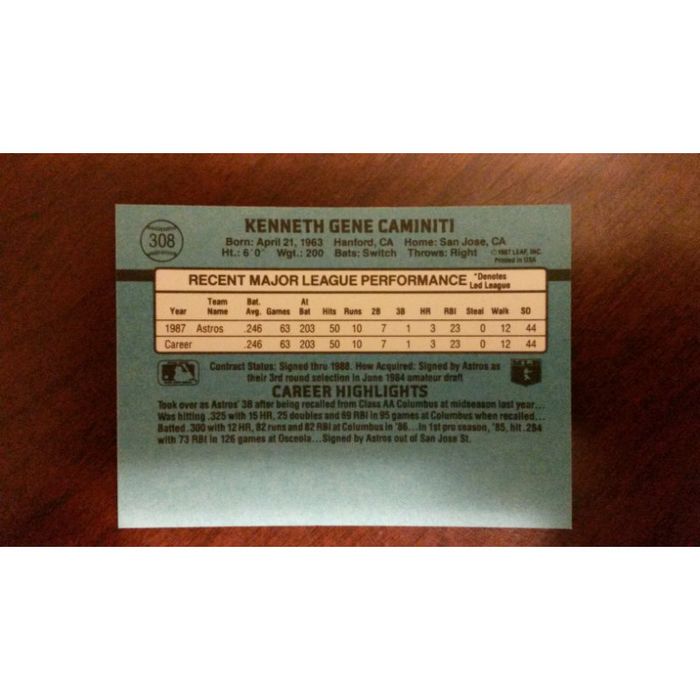 308
KENNETH GENE CAMINITI
Born: April 21, 1963 Hanford, CA Home: San Jose, CA
Ht.: 6´0´ Wgt.: 200 Bats: Switch Throws: Right
©1987 LEAF, INC.
Printed in USA
RECENT MAJOR LEAGUE PERFORMANCE *Denotes Led League
Year Team Name Bat. Avg. Games At Bat Hits Runs 2B 3B HR RBI Steal Walk SO
1987 Astros .246 63 203 50 10 7 1 3 23 0 12 44
Career .246 63 203 50 10 7 1 3 23 0 12 44
Contract Status: Signed thru 1988. How Acquired: Signed by Astros as
their 3rd round selection in June 1984 amateur draft
CAREER HIGHLIGHTS
Took over as Astros' 3B after being recalled from Class AA Columbus at midseason last year...
Was hitting .325 with 15 HR, 25 doubles and 69 RBI in 95 games at Columbus when recalled...
Batted .300 with 12 HR, 82 runs and 82 RBI at Columbus in '86...In 1st pro season, '85, hit .284
with 73 RBI in 126 games at Osceola...Signed by Astros out of San Jose St.